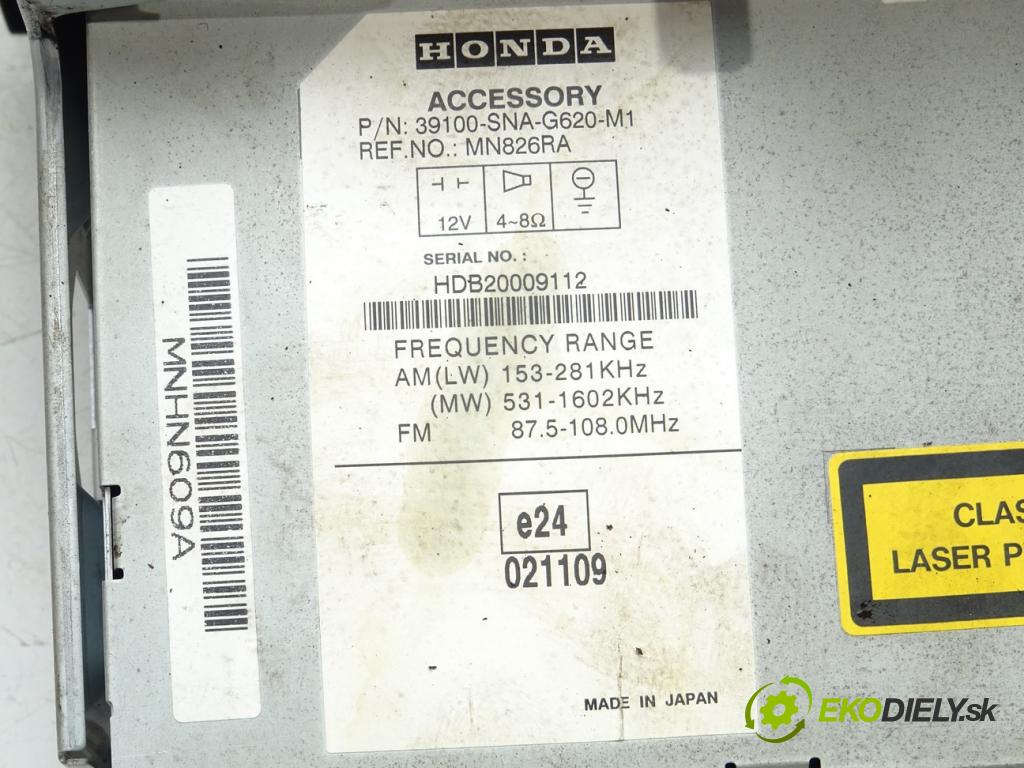 HONDA
ACCESSORY
P/N: 39100-SNA-G620-M1
REF.NO.: MN826RA
12V 4~8Ω
SERIAL NO. :
HDB20009112
FREQUENCY RANGE
AM(LW) 153-281KHz
(MW) 531-1602KHz
FM 87.5-108.0MHz
e24
021109
MADE IN JAPAN
MNHN609A
CLAS
LASER P
EKODIELY.sk